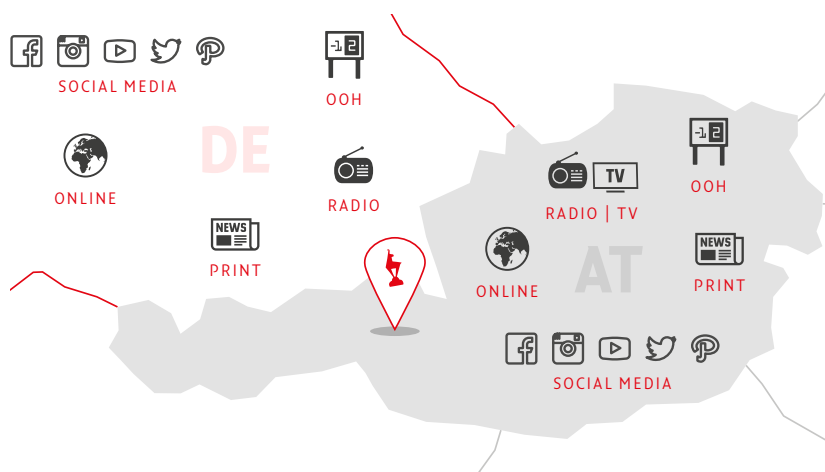 SOCIAL MEDIA
-1 2
OOH
DE
ONLINE
RADIO
NEWS
PRINT
-1 2
OOH
TV
RADIO | TV
NEWS
PRINT
AT
ONLINE
SOCIAL MEDIA